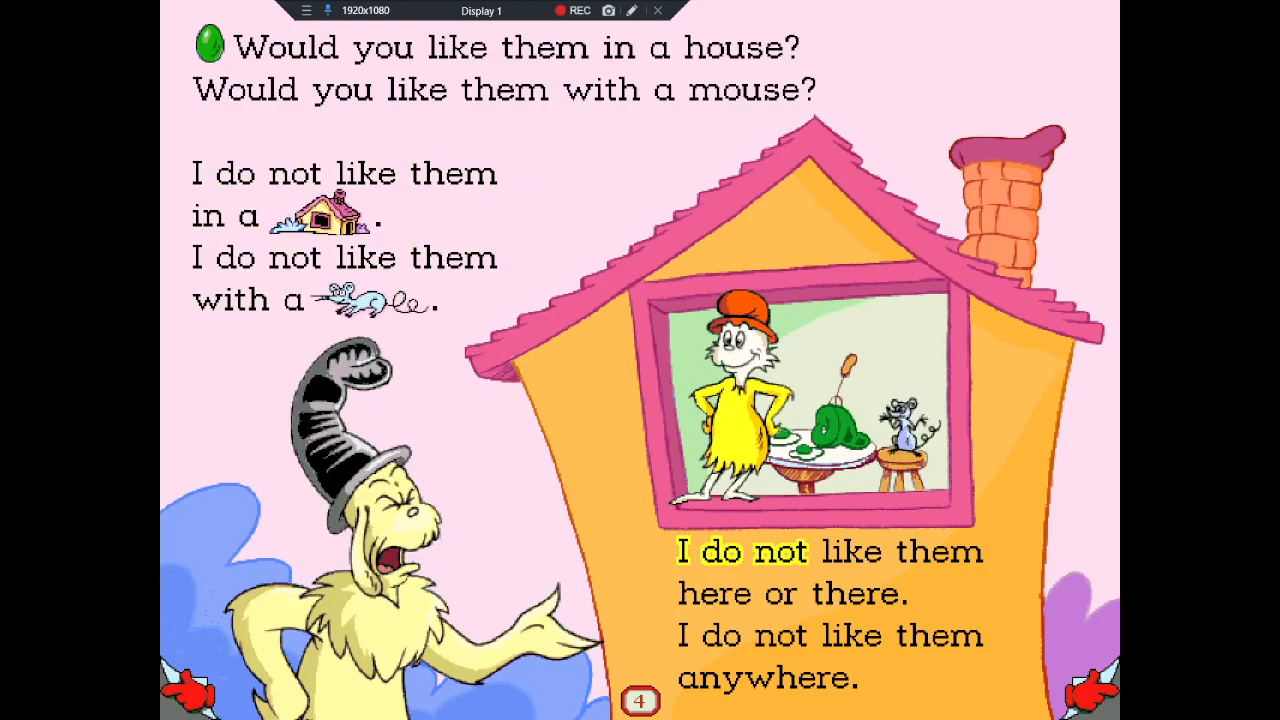 1920x1080 Display 1 REC
Would you like them in a house?
Would you like them with a mouse?
I do not like them
in a .
I do not like them
with a .
I do not like them
here or there.
I do not like them
anywhere.
4